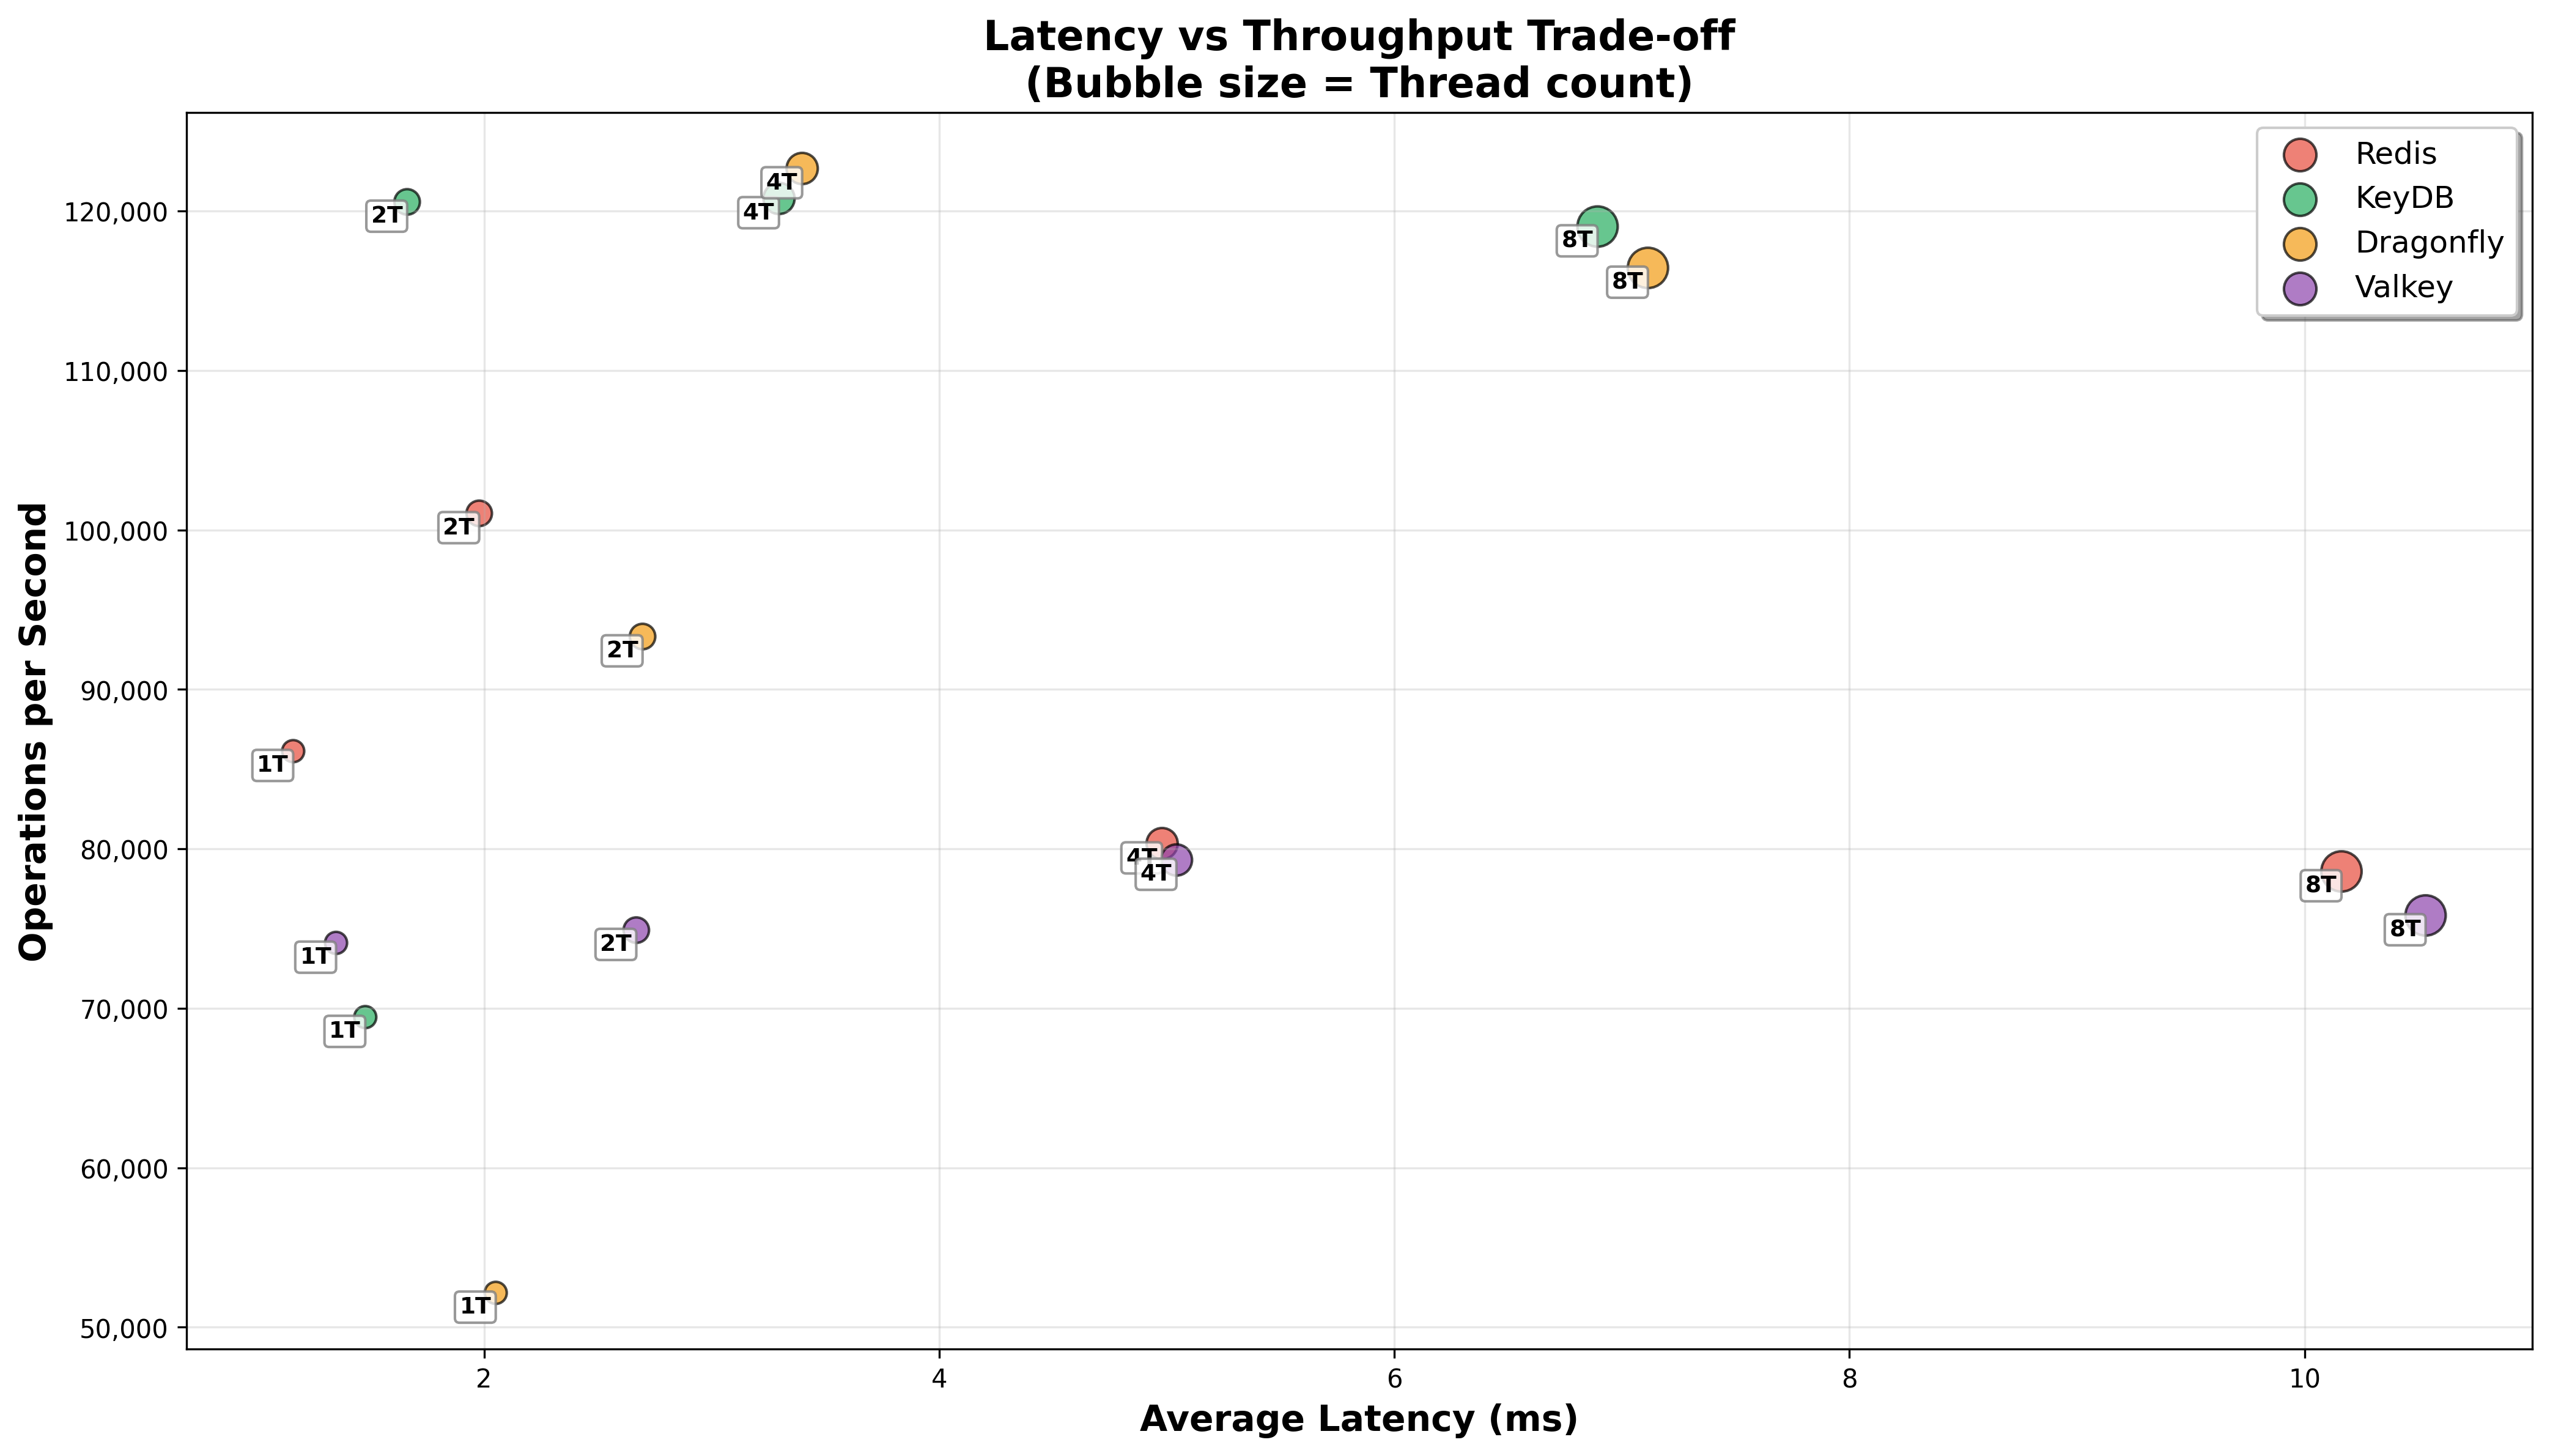 Latency vs Throughput Trade-off
(Bubble size = Thread count)
Redis
KeyDB
Dragonfly
Valkey
Operations per Second
120,000
110,000
100,000
90,000
80,000
70,000
60,000
50,000
4T
2T
4T
8T
8T
2T
2T
1T
4T
4T
8T
8T
2T
1T
1T
1T
2
4
6
8
10
Average Latency (ms)